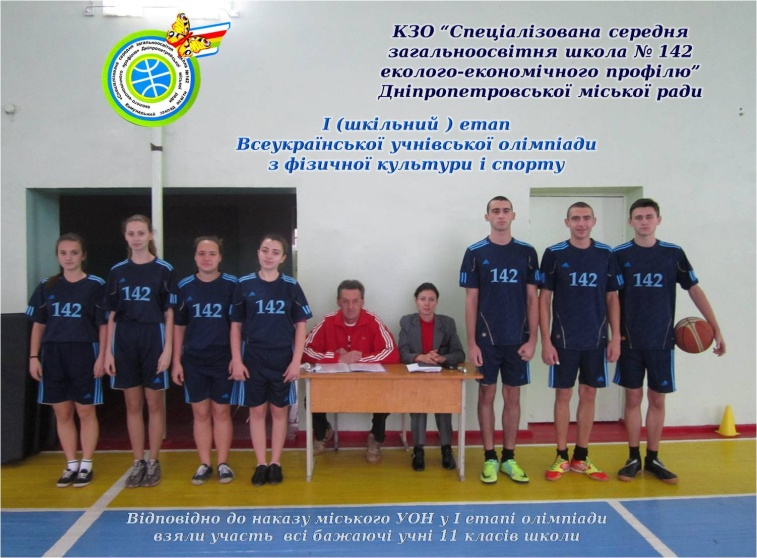 КЗО “Спеціалізована середня
загальноосвітня школа № 142
еколого-економічного профілю”
Дніпропетровської міської ради
І (шкільний ) етап
Всеукраїнської учнівської олімпіади
з фізичної культури і спорту
142
142
142
142
142
142
142
Відповідно до наказу міського УОН у І етапі олімпіади
взяли участь всі бажаючі учні 11 класів школи